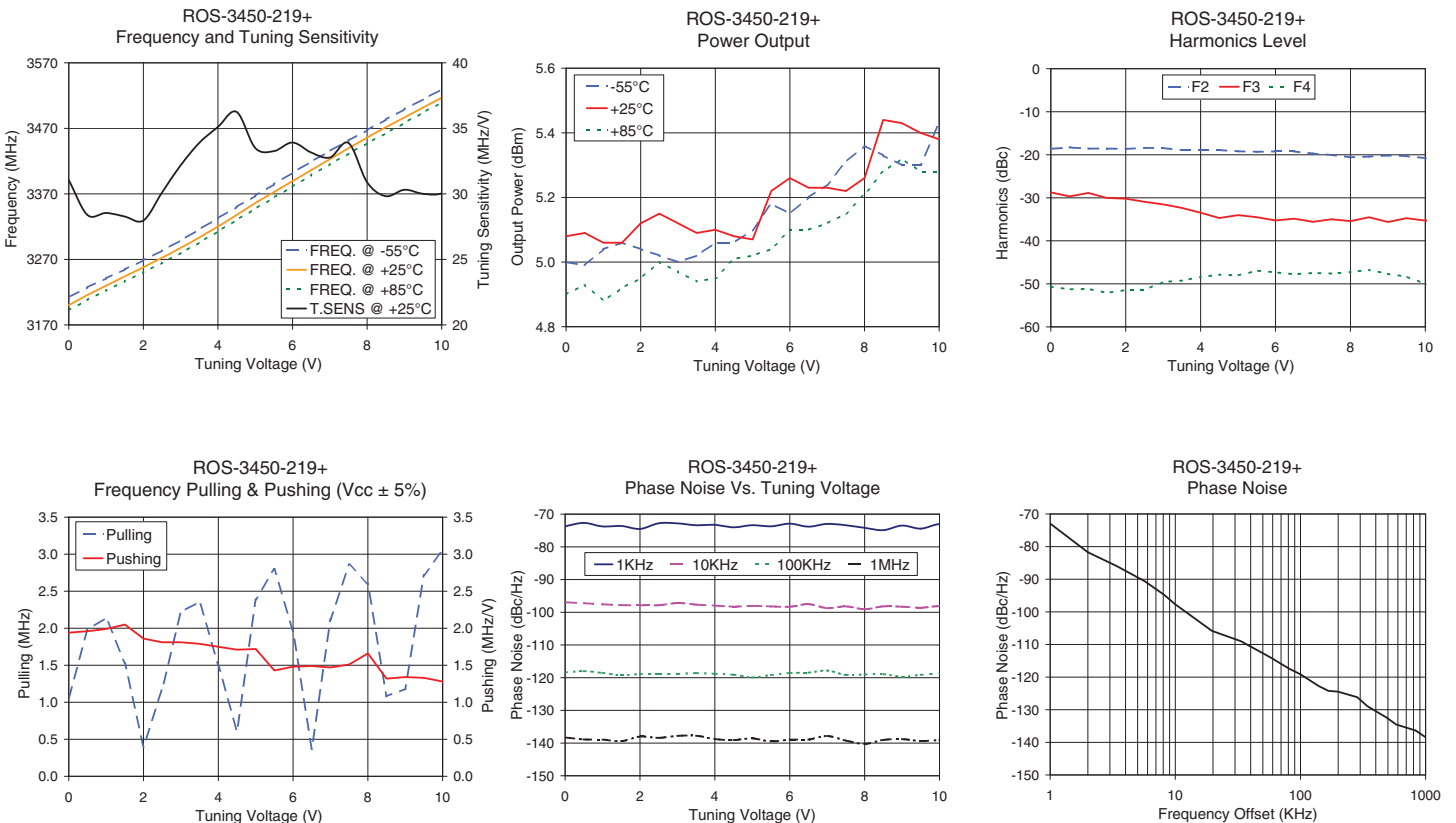 ROS-3450-219+
Frequency and Tuning Sensitivity
3570
3470
3370
3270
3170
Frequency (MHz)
40
35
30
25
20
Tuning Sensitivity (MHz/V)
FREQ. @ -55°C
FREQ. @ +25°C
FREQ. @ +85°C
T.SENS @ +25°C
0 2 4 6 8 10
Tuning Voltage (V)
ROS-3450-219+
Power Output
5.6
5.4
5.2
5.0
4.8
Output Power (dBm)
-55°C
+25°C
+85°C
0 2 4 6 8 10
Tuning Voltage (V)
ROS-3450-219+
Harmonics Level
0
-10
-20
-30
-40
-50
-60
Harmonics (dBc)
F2 F3 F4
0 2 4 6 8 10
Tuning Voltage (V)
ROS-3450-219+
Frequency Pulling & Pushing (Vcc ± 5%)
3.5
3.0
2.5
2.0
1.5
1.0
0.5
0.0
Pulling (MHz)
Pulling
Pushing
3.5
3.0
2.5
2.0
1.5
1.0
0.5
0.0
Pushing (MHz/V)
0 2 4 6 8 10
Tuning Voltage (V)
ROS-3450-219+
Phase Noise Vs. Tuning Voltage
-70
-80
-90
-100
-110
-120
-130
-140
-150
Phase Noise (dBc/Hz)
1KHz 10KHz 100KHz 1MHz
0 2 4 6 8 10
Tuning Voltage (V)
ROS-3450-219+
Phase Noise
-70
-80
-90
-100
-110
-120
-130
-140
-150
Phase Noise (dBc/Hz)
1 10 100 1000
Frequency Offset (KHz)